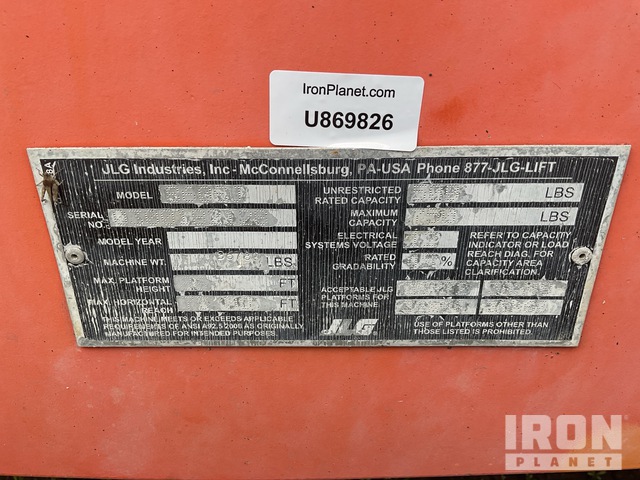 IronPlanet.com
U869826
8A
JLG Industries, Inc - McConnellsburg, PA-USA Phone 877-JLG-LIFT
MODEL
SERIAL NO.
MODEL YEAR
MACHINE WT. LBS
MAX. PLATFORM HEIGHT FT
MAX. HORIZONTAL REACH FT
THIS MACHINE MEETS OR EXCEEDS APPLICABLE
REQUIREMENTS OF ANSI A92.5 2006 AS ORIGINALLY
MANUFACTURED FOR INTENDED PURPOSES.
UNRESTRICTED RATED CAPACITY LBS
MAXIMUM CAPACITY LBS
ELECTRICAL SYSTEMS VOLTAGE
RATED GRADABILITY %
REFER TO CAPACITY
INDICATOR OR LOAD
REACH DIAG. FOR
CAPACITY AREA
CLARIFICATION.
ACCEPTABLE JLG
PLATFORMS FOR
THIS MACHINE
JLG
USE OF PLATFORMS OTHER THAN
THOSE LISTED IS PROHIBITED.
IRON
PLANET